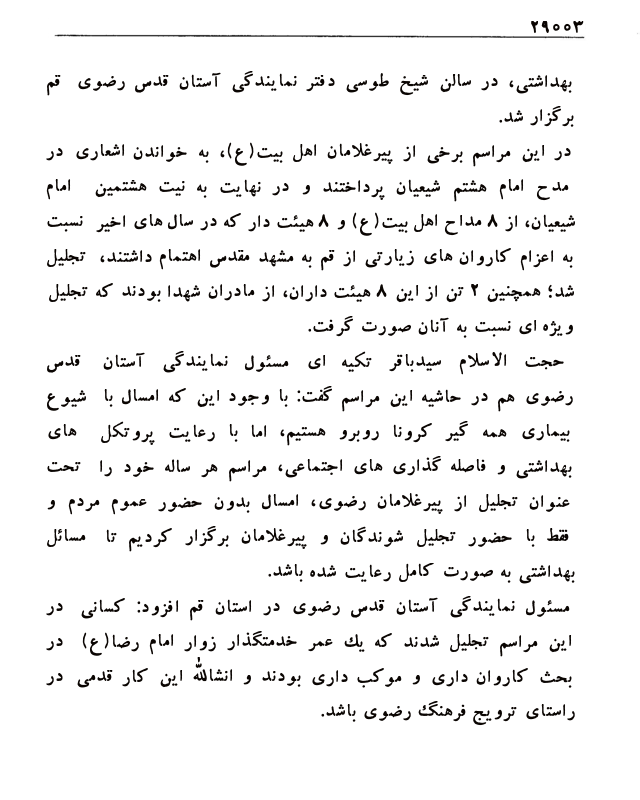 ۲۹۰۰۳
بهداشتی، در سالن شیخ طوسی دفتر نمایندگی آستان قدس رضوی قم
برگزار شد.
در این مراسم برخی از پیرغلامان اهل بیت(ع)، به خواندن اشعاری در
مدح امام هشتم شیعیان پرداختند و در نهایت به نیت هشتمین امام
شیعیان، از ۸ مداح اهل بیت(ع) و ۸ هیئت دار که در سال های اخیر نسبت
به اعزام کاروان های زیارتی از قم به مشهد مقدس اهتمام داشتند، تجلیل
شد؛ همچنین ۲ تن از این ۸ هیئت داران، از مادران شهدا بودند که تجلیل
ویژه ای نسبت به آنان صورت گرفت.
حجت الاسلام سیدباقر تکیه ای مسئول نمایندگی آستان قدس
رضوی هم در حاشیه این مراسم گفت: با وجود این که امسال با شیوع
بیماری همه گیر کرونا روبرو هستیم، اما با رعایت پروتکل های
بهداشتی و فاصله گذاری های اجتماعی، مراسم هر ساله خود را تحت
عنوان تجلیل از پیرغلامان رضوی، امسال بدون حضور عموم مردم و
فقط با حضور تجلیل شوندگان و پیرغلامان برگزار کردیم تا مسائل
بهداشتی به صورت کامل رعایت شده باشد.
مسئول نمایندگی آستان قدس رضوی در استان قم افزود: کسانی در
این مراسم تجلیل شدند که یك عمر خدمتگذار زوار امام رضا(ع) در
بحث کاروان داری و موکب داری بودند و انشالله این کار قدمی در
راستای ترویج فرهنگ رضوی باشد.